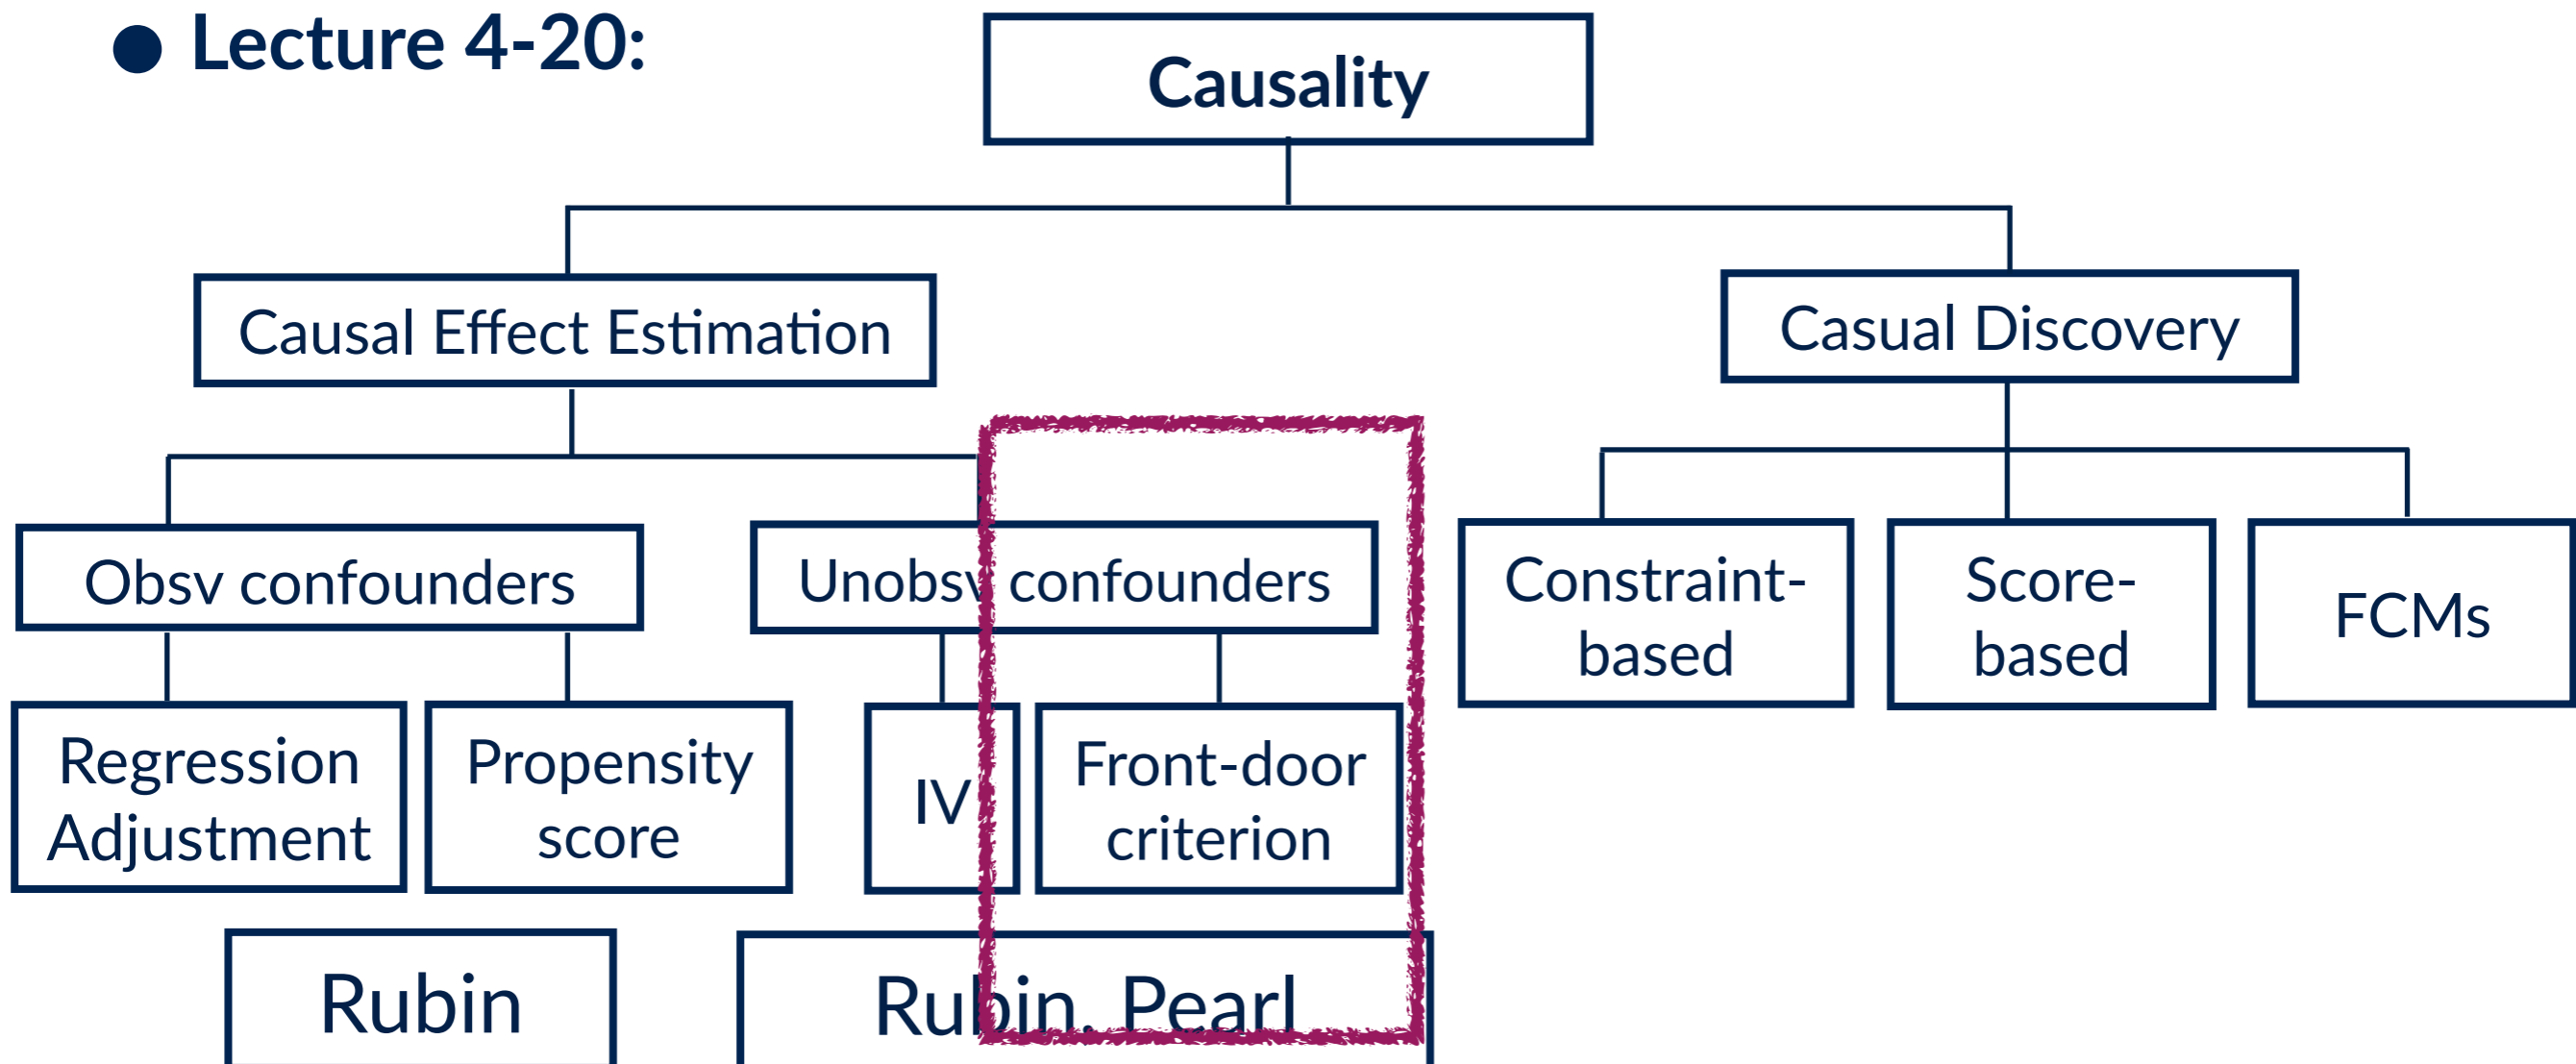 ● Lecture 4-20:
Causality
Causal Effect Estimation
Casual Discovery
Obsv confounders
Unobsv confounders
Constraint-
based
Score-
based
FCMs
Regression
Adjustment
Propensity
score
IV
Front-door
criterion
Rubin
Rubin, Pearl